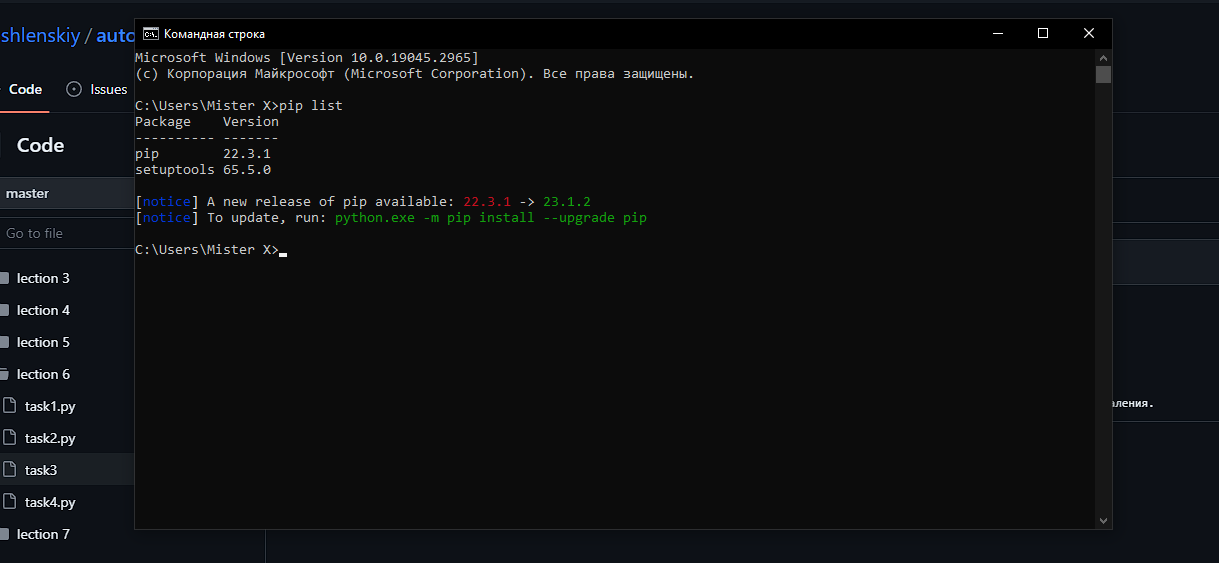 shlenskiy / auto
Code
Issues
Code
master
Go to file
lection 3
lection 4
lection 5
lection 6
task1.py
task2.py
task3
task4.py
lection 7
Командная строка
Microsoft Windows [Version 10.0.19045.2965]
(c) Корпорация Майкрософт (Microsoft Corporation). Все права защищены.
C:\Users\Mister X>pip list
Package    Version
---------- -------
pip        22.3.1
setuptools 65.5.0
[notice] A new release of pip available: 22.3.1 -> 23.1.2
[notice] To update, run: python.exe -m pip install --upgrade pip
C:\Users\Mister X>